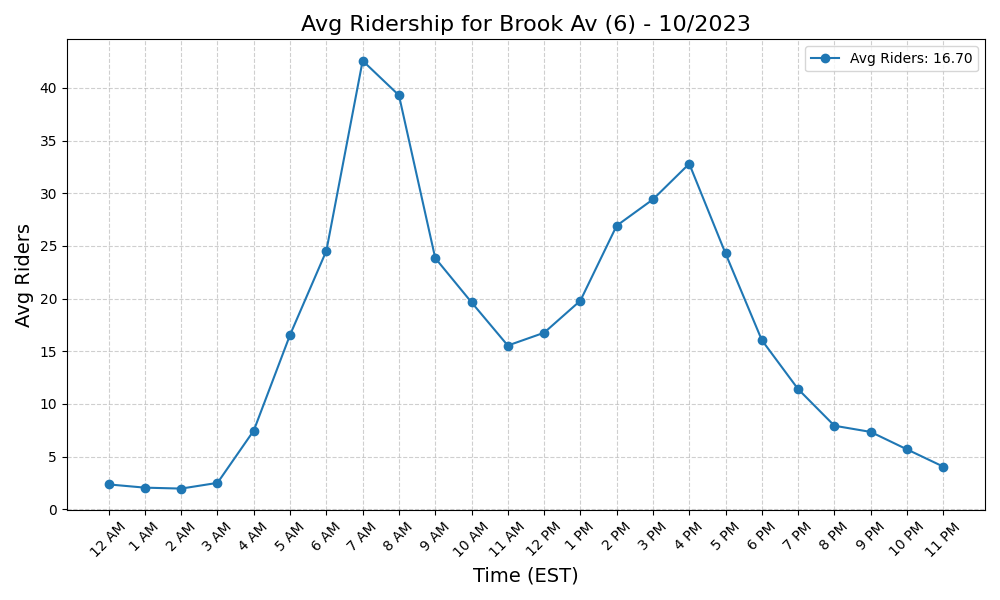 Avg Ridership for Brook Av (6) - 10/2023
Avg Riders: 16.70
Avg Riders
40
35
30
25
20
15
10
5
0
12 AM
1 AM
2 AM
3 AM
4 AM
5 AM
6 AM
7 AM
8 AM
9 AM
10 AM
11 AM
12 PM
1 PM
2 PM
3 PM
4 PM
5 PM
6 PM
7 PM
8 PM
9 PM
10 PM
11 PM
Time (EST)